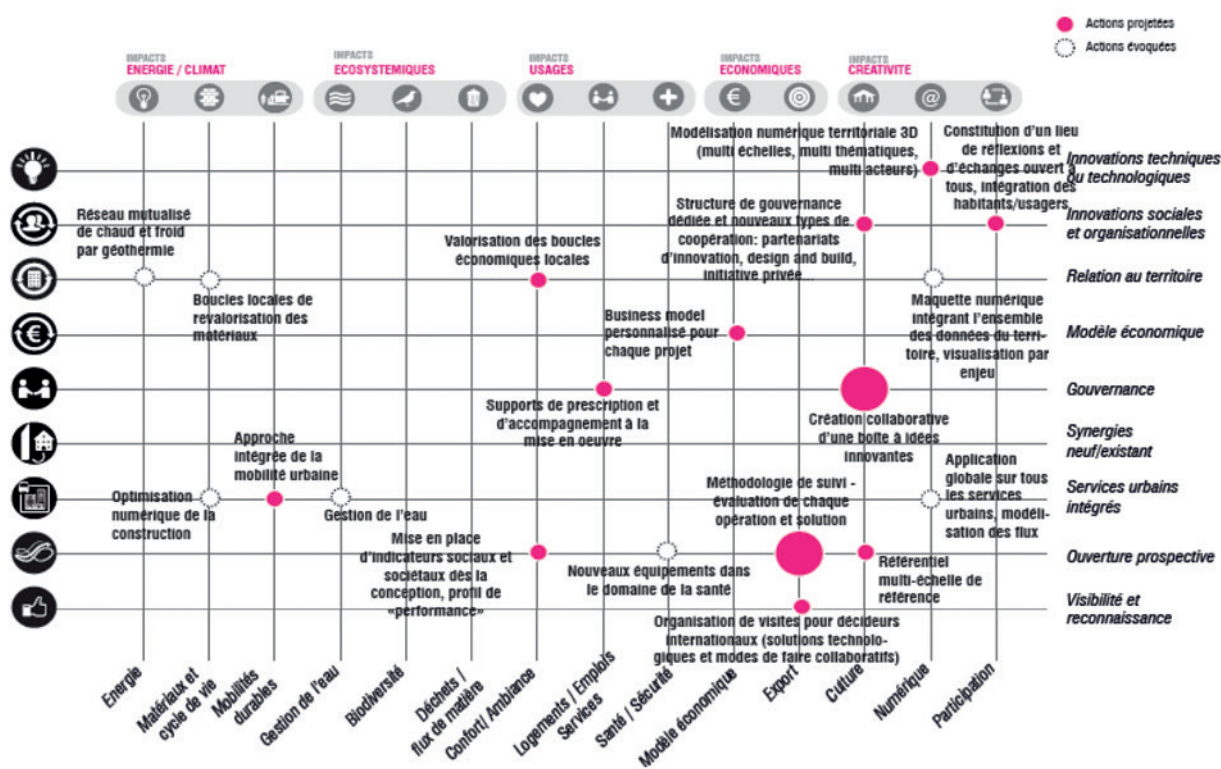 Actions projetées
Actions évoquées
IMPACTS
ENERGIE / CLIMAT
IMPACTS
ECOSYSTEMIQUES
IMPACTS
USAGES
IMPACTS
ECONOMIQUES
IMPACTS
CREATIVITE
€
@
Modélisation numérique territoriale 3D
(multi échelles, multi thématiques,
multi acteurs)
Constitution d'un lieu
de réflexions et
d'échanges ouvert à
tous, intégration des
habitants/usagers
Innovations techniques
ou technologiques
Réseau mutualisé
de chaud et froid
par géothermie
Valorisation des boucles
économiques locales
Structure de gouvernance
dédiée et nouveaux types de
coopération: partenariats
d'innovation, design and build,
initiative privée...
Innovations sociales
et organisationnelles
Relation au territoire
Boucles locales de
revalorisation des
matériaux
Business model
personnalisé pour
chaque projet
Maquette numérique
intégrant l'ensemble
des données du terri-
toire, visualisation par
enjeu
€
Modèle économique
Gouvernance
Supports de prescription et
d'accompagnement à la
mise en oeuvre
Création collaborative
d'une boîte à idées
innovantes
Synergies
neuf/existant
Approche
intégrée de la
mobilité urbaine
Optimisation
numérique de la
construction
Gestion de l'eau
Méthodologie de suivi -
évaluation de chaque
opération et solution
Application
globale sur tous
les services
urbains, modéli-
sation des flux
Services urbains
intégrés
Mise en place
d'indicateurs sociaux et
sociétaux dès la
conception, profil de
«performance»
Nouveaux équipements dans
le domaine de la santé
Référentiel
multi-échelle de
référence
Ouverture prospective
Organisation de visites pour décideurs
internationaux (solutions technolo-
giques et modes de faire collaboratifs)
Visibilité et
reconnaissance
Energie
Matériaux et
cycle de vie
Mobilités
durables
Gestion de l'eau
Biodiversité
Déchets /
flux de matière
Confort/ Ambiance
Logements / Emplois
Services
Santé / Sécurité
Modèle économique
Export
Culture
Numérique
Participation